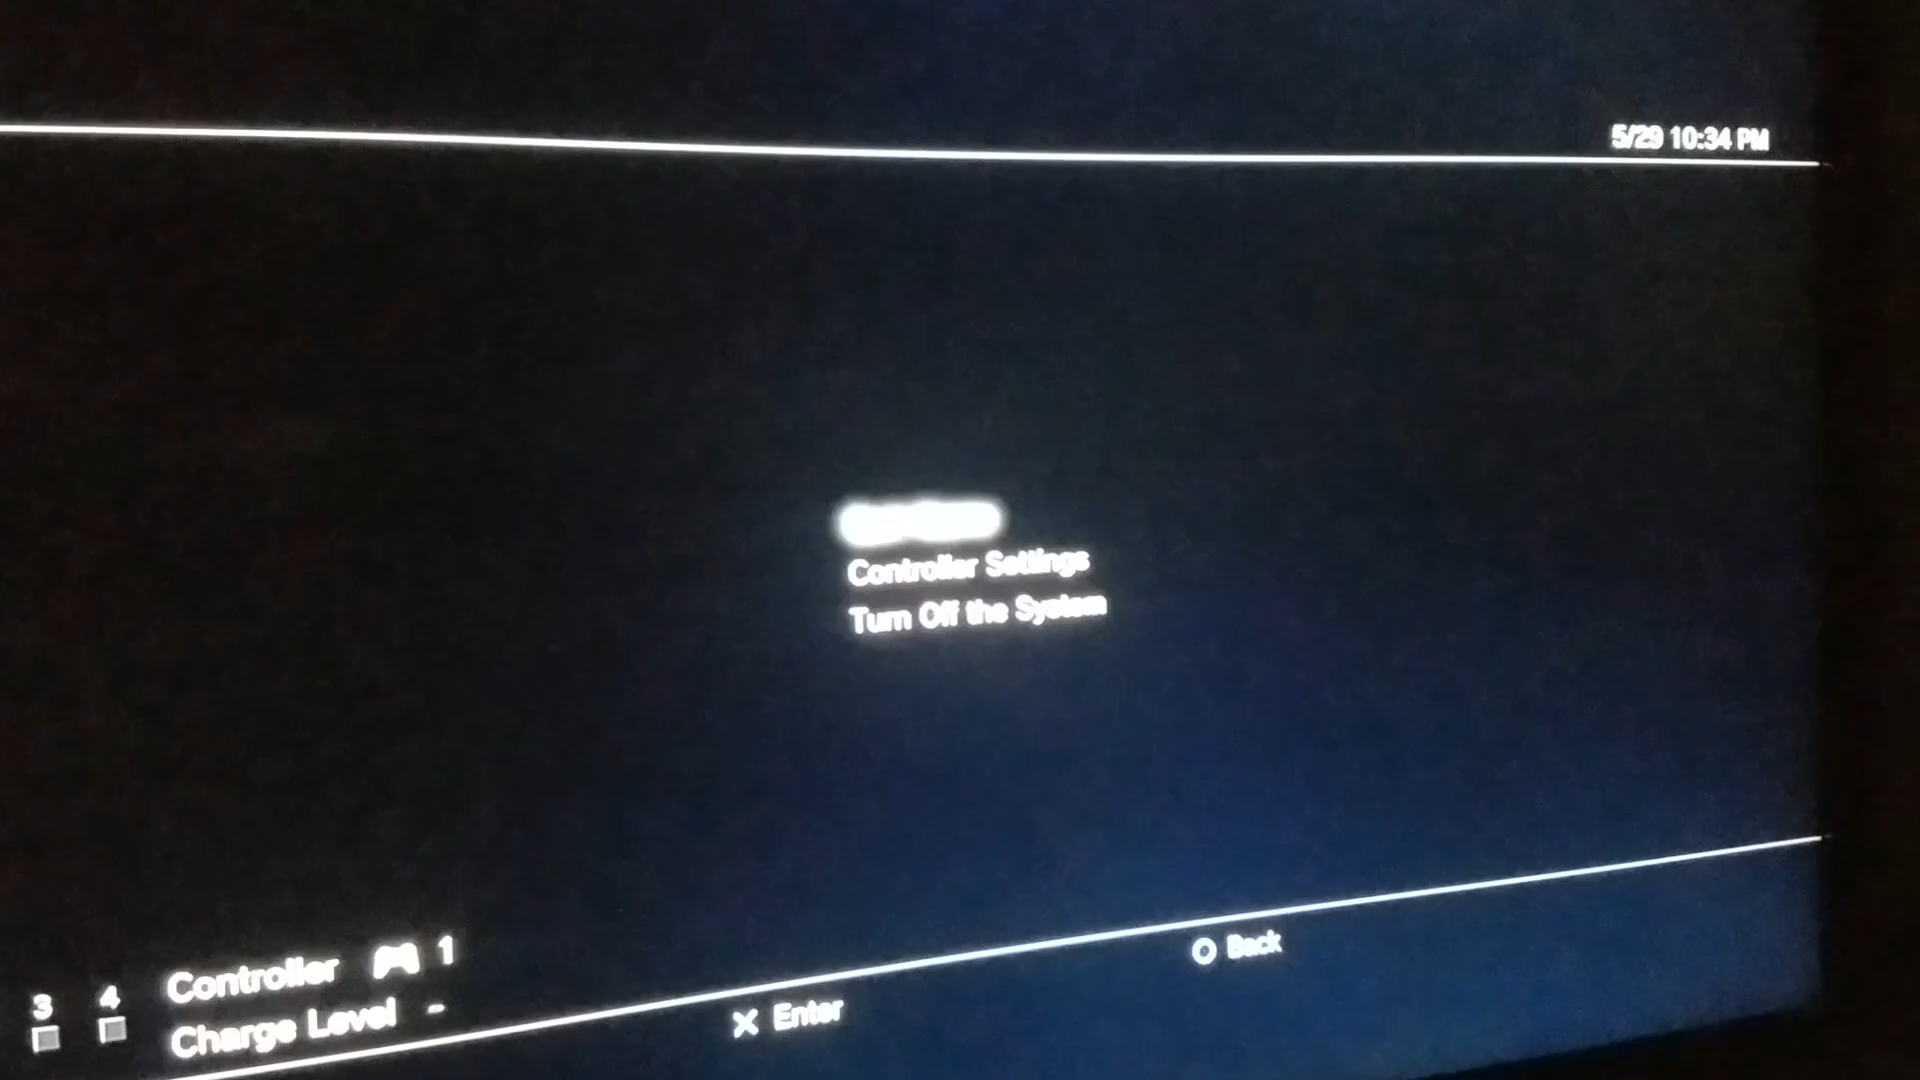 5/29 10:34 PM
Controller Settings
Turn Off the System
3 4
Controller 1
Charge Level -
Enter
Back